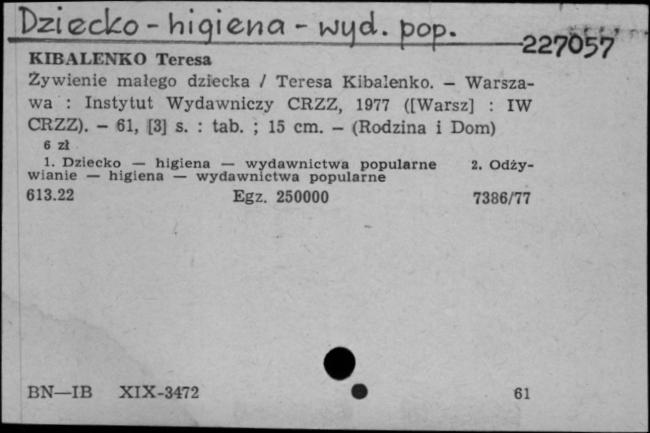 Dziecko - higiena - wyd. pop.
227057
KIBALENKO Teresa
Żywienie małego dziecka / Teresa Kibalenko. — Warsza-
wa : Instytut Wydawniczy CRZZ, 1977 ([Warsz] : IW
CRZZ). — 61, [3] s. : tab. ; 15 cm. — (Rodzina i Dom)
6 zł
1. Dziecko — higiena — wydawnictwa popularne 2. Odży-
wianie — higiena — wydawnictwa popularne
613.22 Egz. 250000 7386/77
BN—IB XIX-3472 61